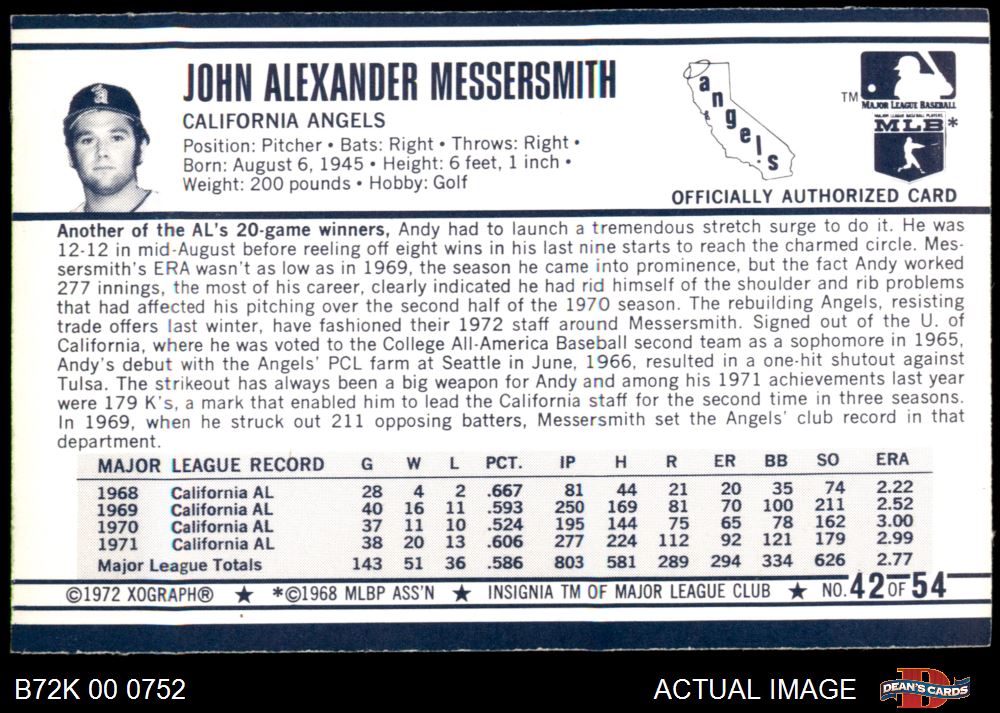 JOHN ALEXANDER MESSERSMITH
CALIFORNIA ANGELS
Position: Pitcher • Bats: Right • Throws: Right •
Born: August 6, 1945 • Height: 6 feet, 1 inch •
Weight: 200 pounds • Hobby: Golf
angels
TM
MAJOR LEAGUE BASEBALL
MAJOR LEAGUE BASEBALL PLAYERS
MLB*
OFFICIALLY AUTHORIZED CARD
Another of the AL's 20-game winners, Andy had to launch a tremendous stretch surge to do it. He was
12-12 in mid-August before reeling off eight wins in his last nine starts to reach the charmed circle. Mes-
sersmith's ERA wasn't as low as in 1969, the season he came into prominence, but the fact Andy worked
277 innings, the most of his career, clearly indicated he had rid himself of the shoulder and rib problems
that had affected his pitching over the second half of the 1970 season. The rebuilding Angels, resisting
trade offers last winter, have fashioned their 1972 staff around Messersmith. Signed out of the U. of
California, where he was voted to the College All-America Baseball second team as a sophomore in 1965,
Andy's debut with the Angels' PCL farm at Seattle in June, 1966, resulted in a one-hit shutout against
Tulsa. The strikeout has always been a big weapon for Andy and among his 1971 achievements last year
were 179 K's, a mark that enabled him to lead the California staff for the second time in three seasons.
In 1969, when he struck out 211 opposing batters, Messersmith set the Angels' club record in that
department.
MAJOR LEAGUE RECORD G W L PCT. IP H R ER BB SO ERA
1968 California AL 28 4 2 .667 81 44 21 20 35 74 2.22
1969 California AL 40 16 11 .593 250 169 81 70 100 211 2.52
1970 California AL 37 11 10 .524 195 144 75 65 78 162 3.00
1971 California AL 38 20 13 .606 277 224 112 92 121 179 2.99
Major League Totals 143 51 36 .586 803 581 289 294 334 626 2.77
©1972 XOGRAPH® ★ *©1968 MLBP ASS'N ★ INSIGNIA TM OF MAJOR LEAGUE CLUB ★ NO. 42 OF 54
B72K 00 0752
ACTUAL IMAGE
DEAN'S CARDS